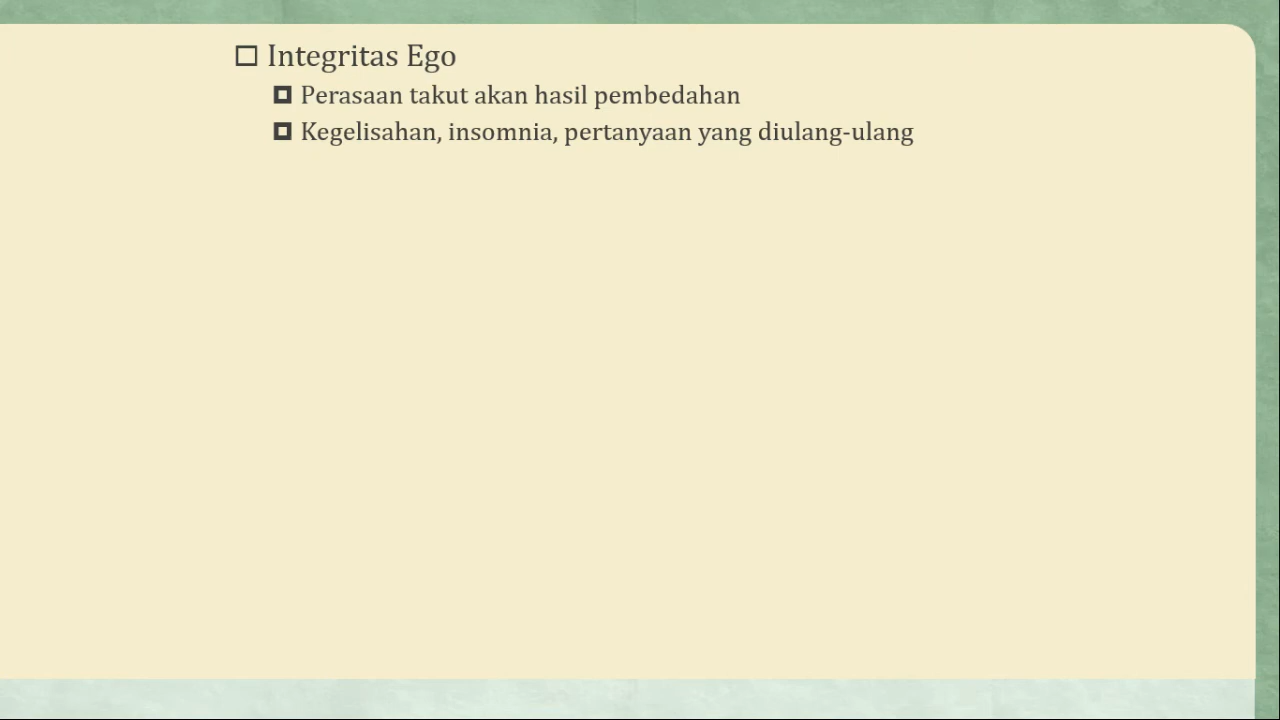 Integritas Ego
Perasaan takut akan hasil pembedahan
Kegelisahan, insomnia, pertanyaan yang diulang-ulang